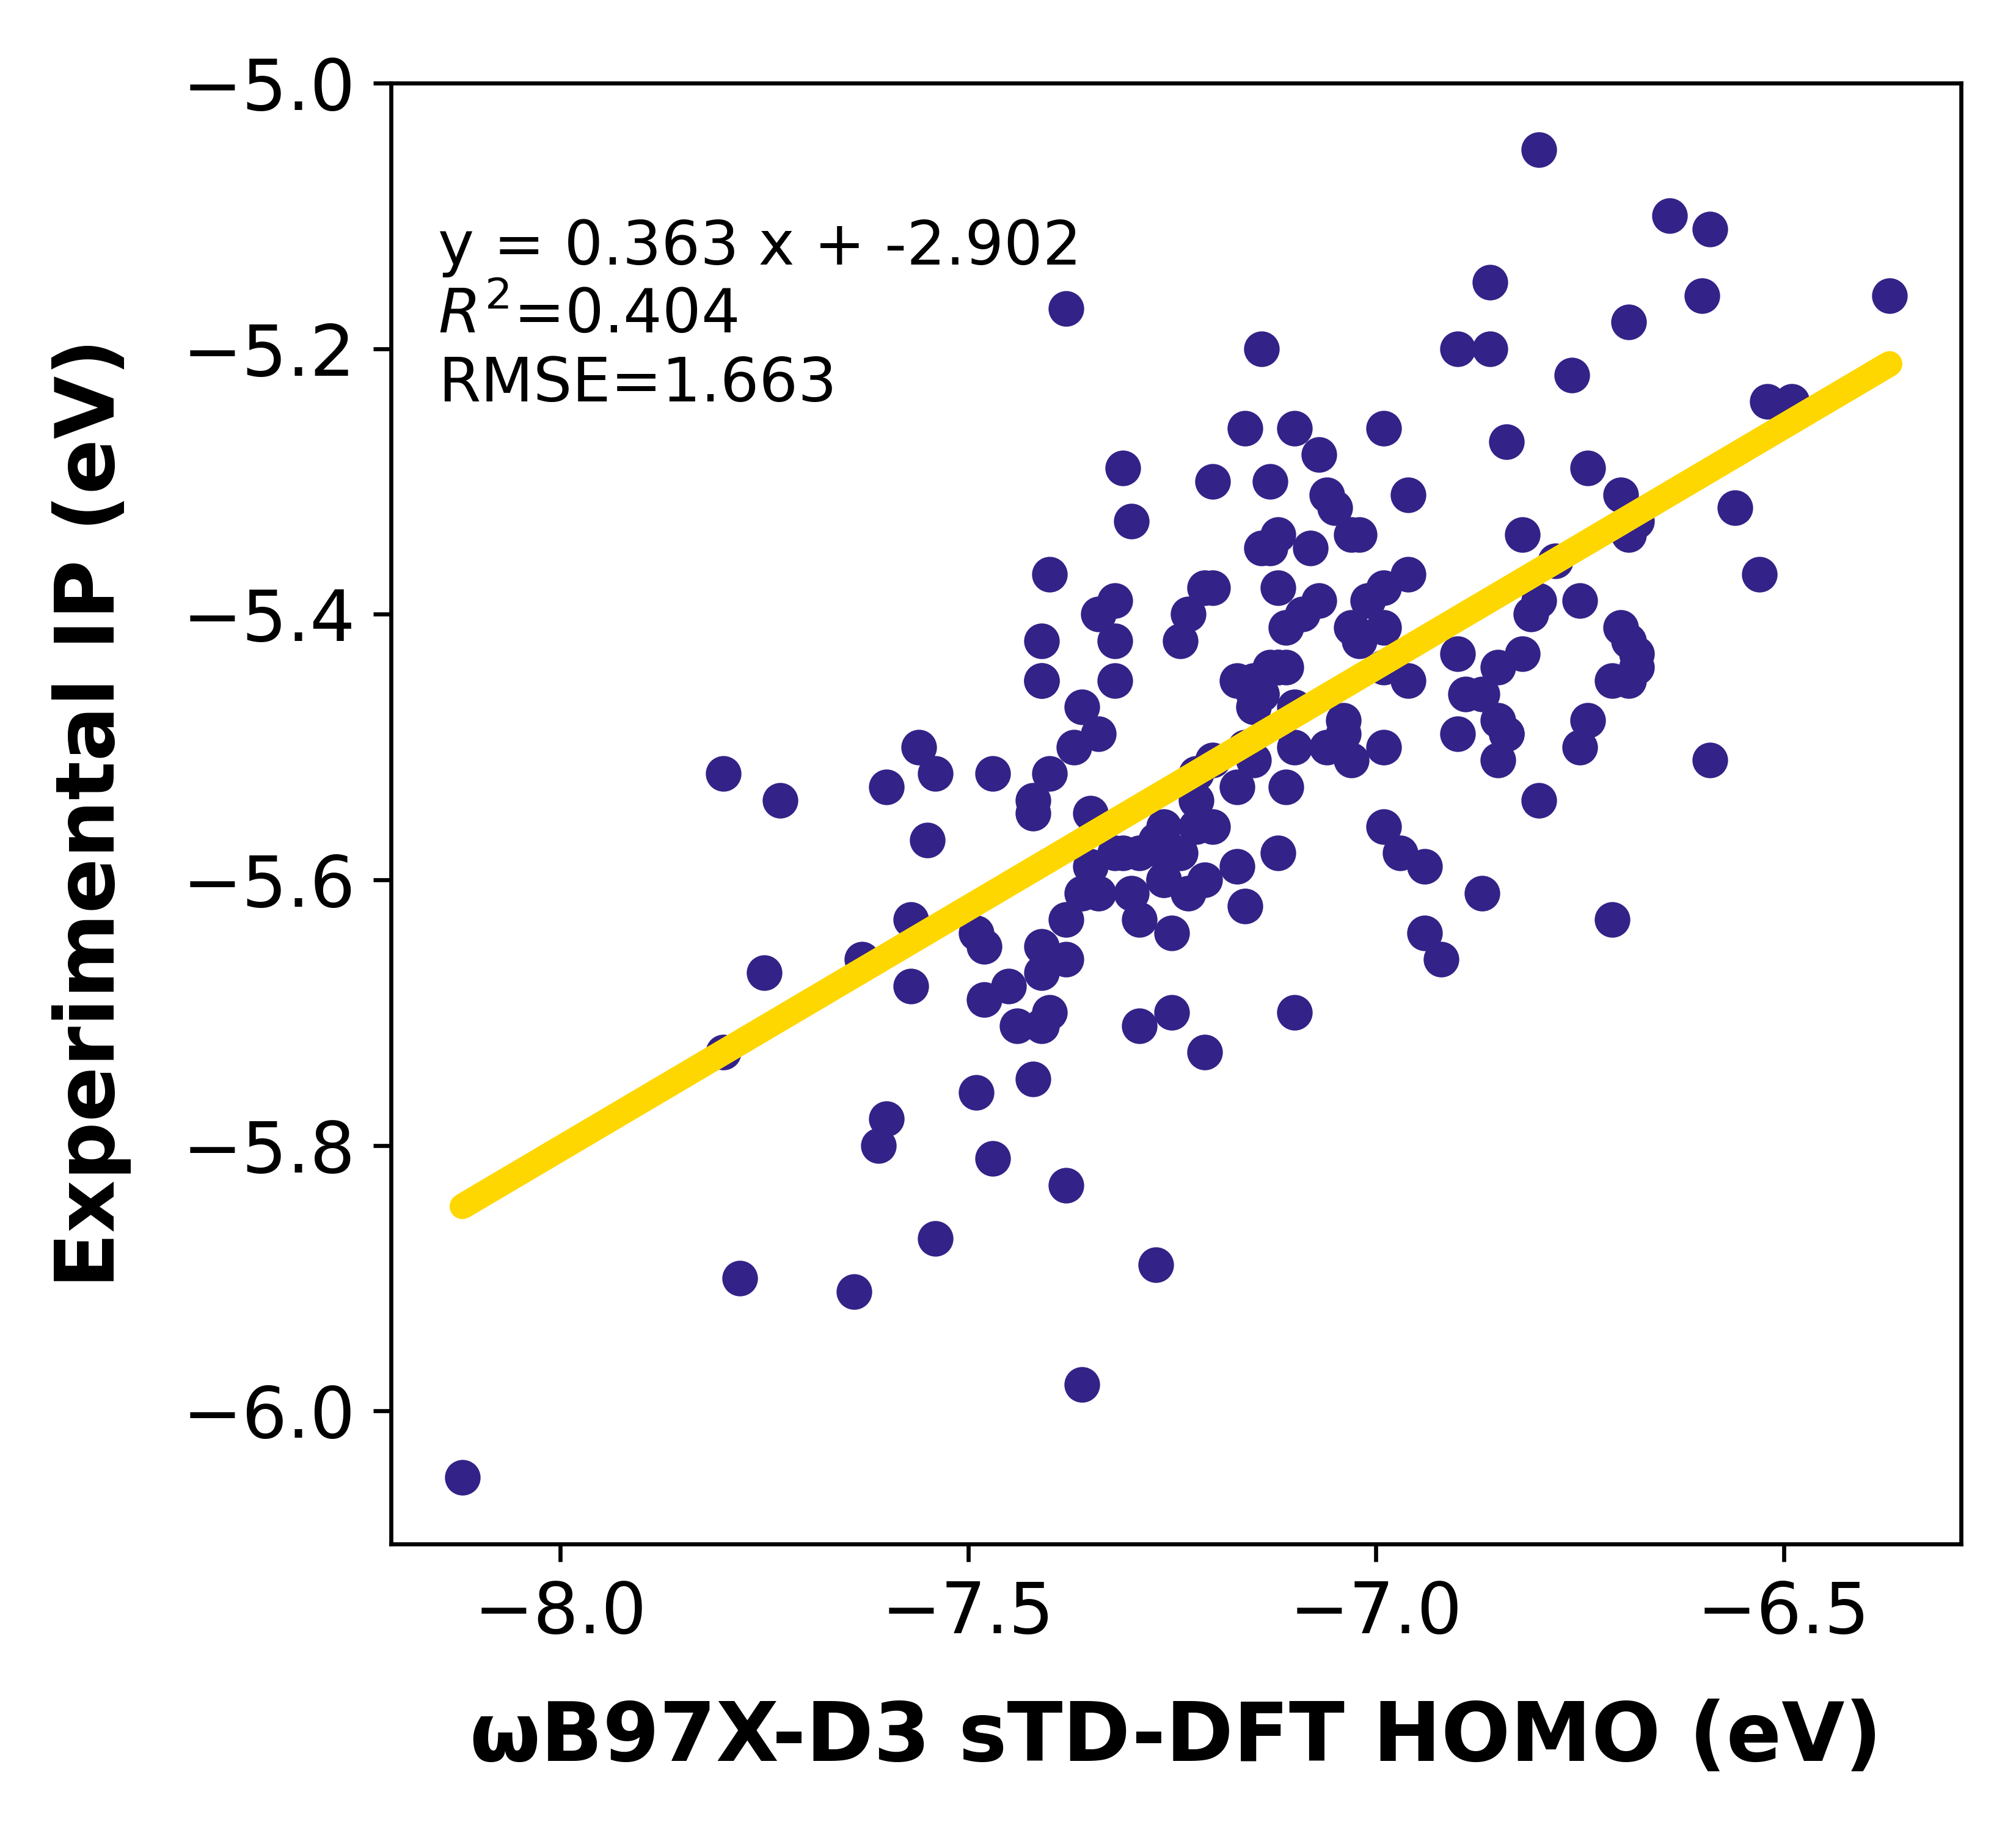 −5.0
y = 0.363 x + -2.902
R²=0.404
RMSE=1.663
−5.2
−5.4
−5.6
−5.8
−6.0
Experimental IP (eV)
−8.0 −7.5 −7.0 −6.5
ωB97X-D3 sTD-DFT HOMO (eV)